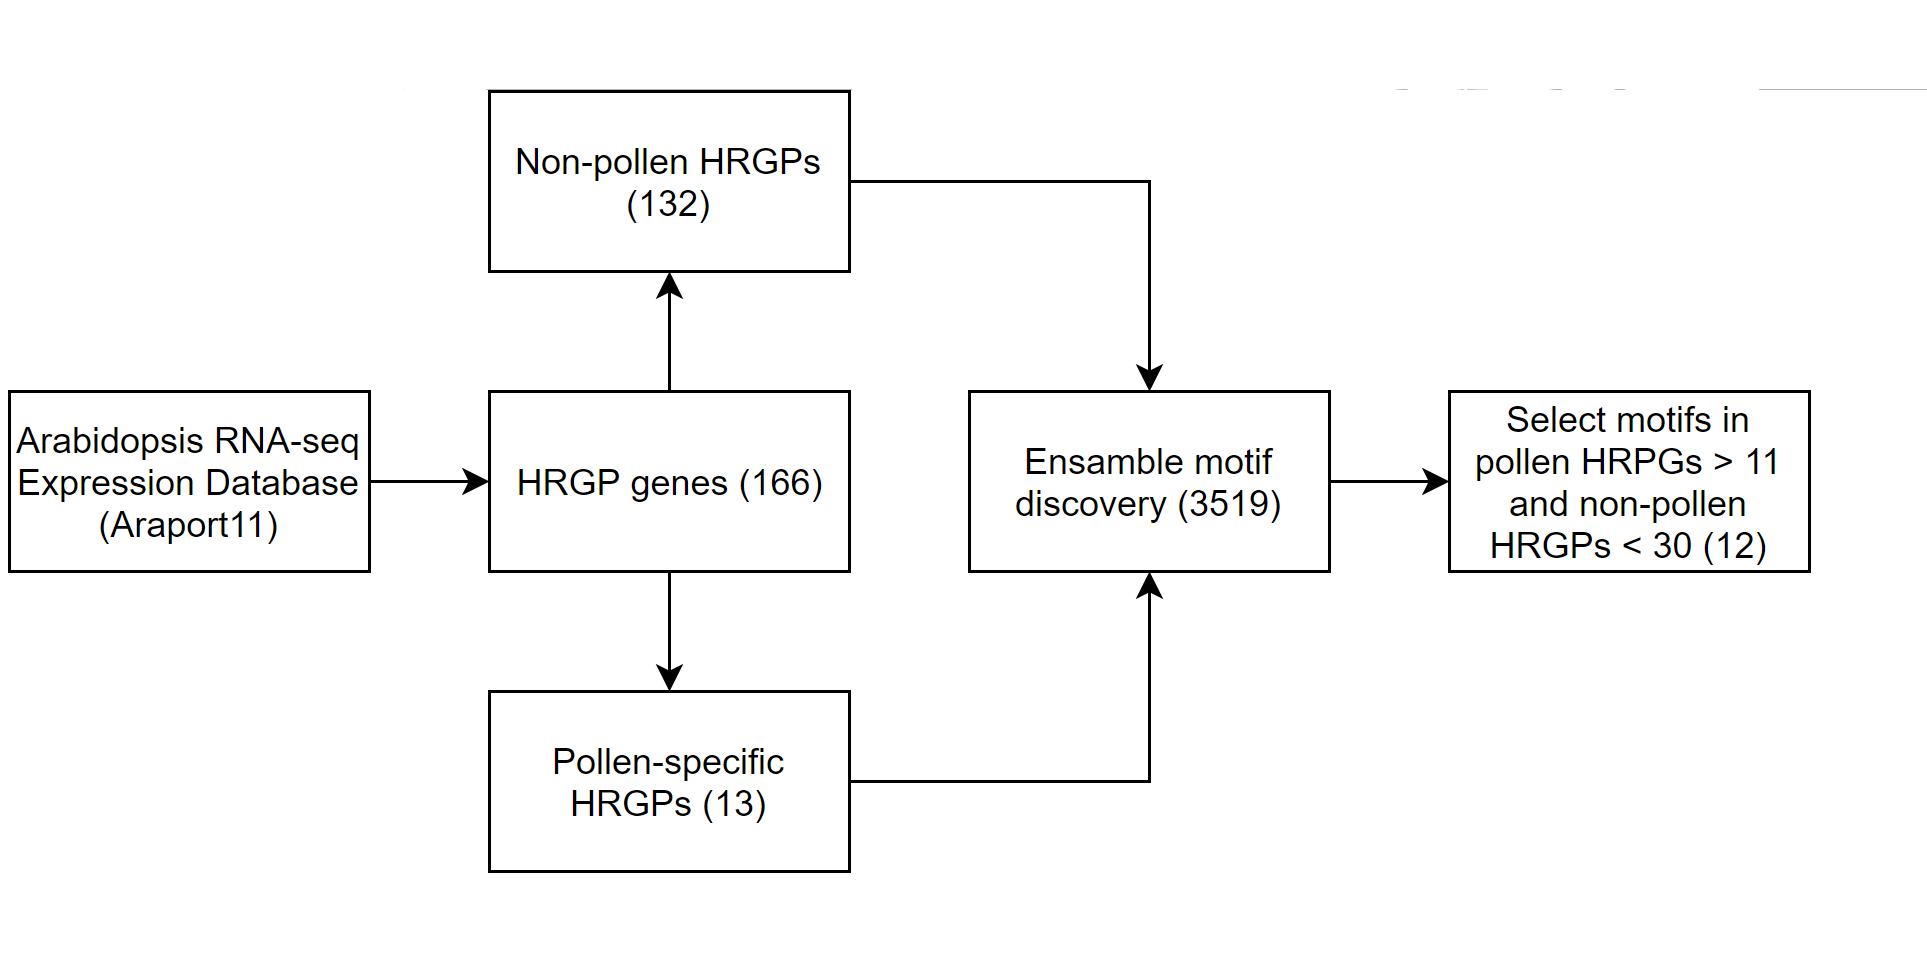 Non-pollen HRGPs
(132)
Arabidopsis RNA-seq
Expression Database
(Araport11)
HRGP genes (166)
Ensamble motif
discovery (3519)
Select motifs in
pollen HRPGs > 11
and non-pollen
HRGPs < 30 (12)
Pollen-specific
HRGPs (13)